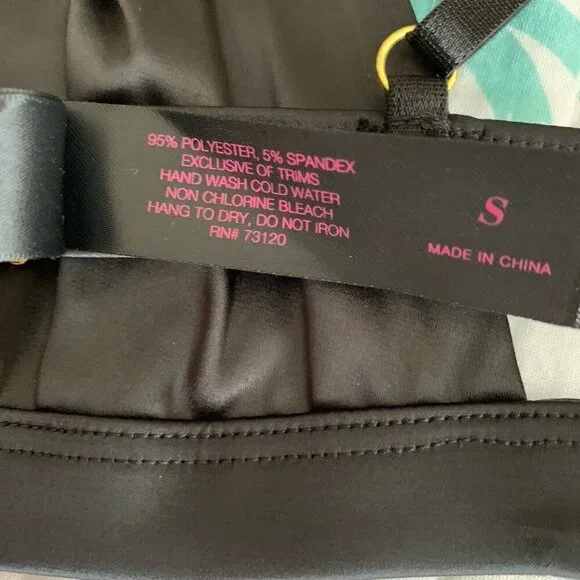 95% POLYESTER, 5% SPANDEX
EXCLUSIVE OF TRIMS
HAND WASH COLD WATER
NON CHLORINE BLEACH
HANG TO DRY, DO NOT IRON
RN# 73120
S
MADE IN CHINA